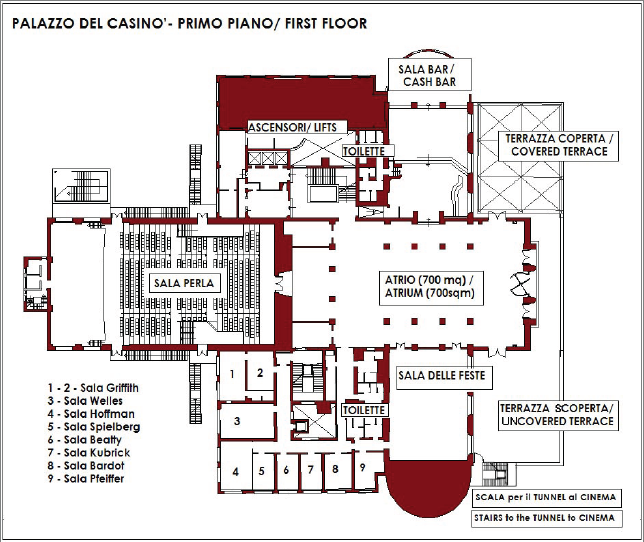 PALAZZO DEL CASINO'- PRIMO PIANO/ FIRST FLOOR
SALA BAR /
CASH BAR
ASCENSORI/ LIFTS
TOILETTE
TERRAZZA COPERTA /
COVERED TERRACE
SALA PERLA
ATRIO (700 mq) /
ATRIUM (700sqm)
1
2
3
4
5
6
7
8
9
SALA DELLE FESTE
TOILETTE
TERRAZZA SCOPERTA/
UNCOVERED TERRACE
1 - 2 - Sala Griffith
3 - Sala Welles
4 - Sala Hoffman
5 - Sala Spielberg
6 - Sala Beatty
7 - Sala Kubrick
8 - Sala Bardot
9 - Sala Pfeiffer
SCALA per il TUNNEL al CINEMA
STAIRS to the TUNNEL to CINEMA